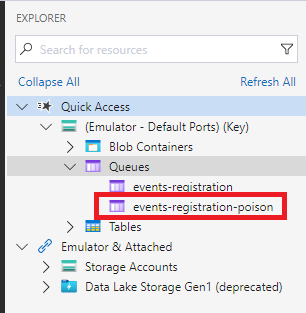 EXPLORER
Search for resources
Collapse All Refresh All
Quick Access
(Emulator - Default Ports) (Key)
Blob Containers
Queues
events-registration
events-registration-poison
Tables
Emulator & Attached
Storage Accounts
Data Lake Storage Gen1 (deprecated)